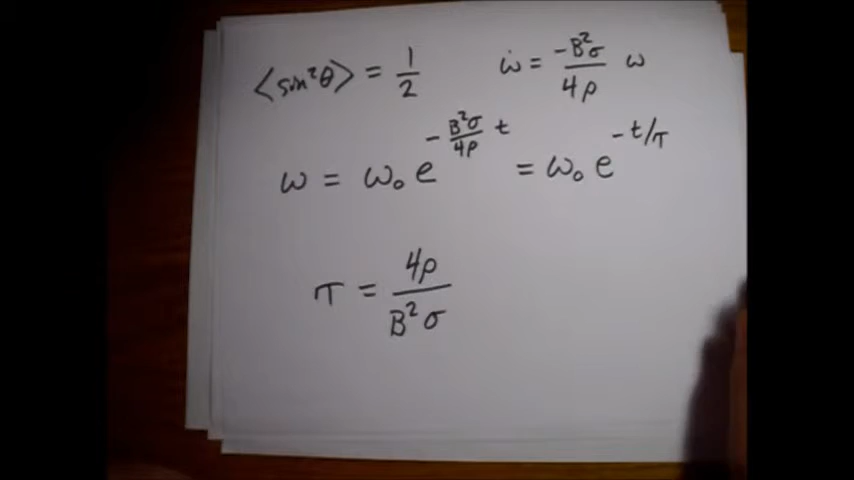 ⟨sin²θ⟩ = 1/2    ω̇ = -B²σ/4ρ ω
ω = ω₀ e^(-B²σ/4ρ t) = ω₀ e^(-t/τ)
τ = 4ρ/B²σ